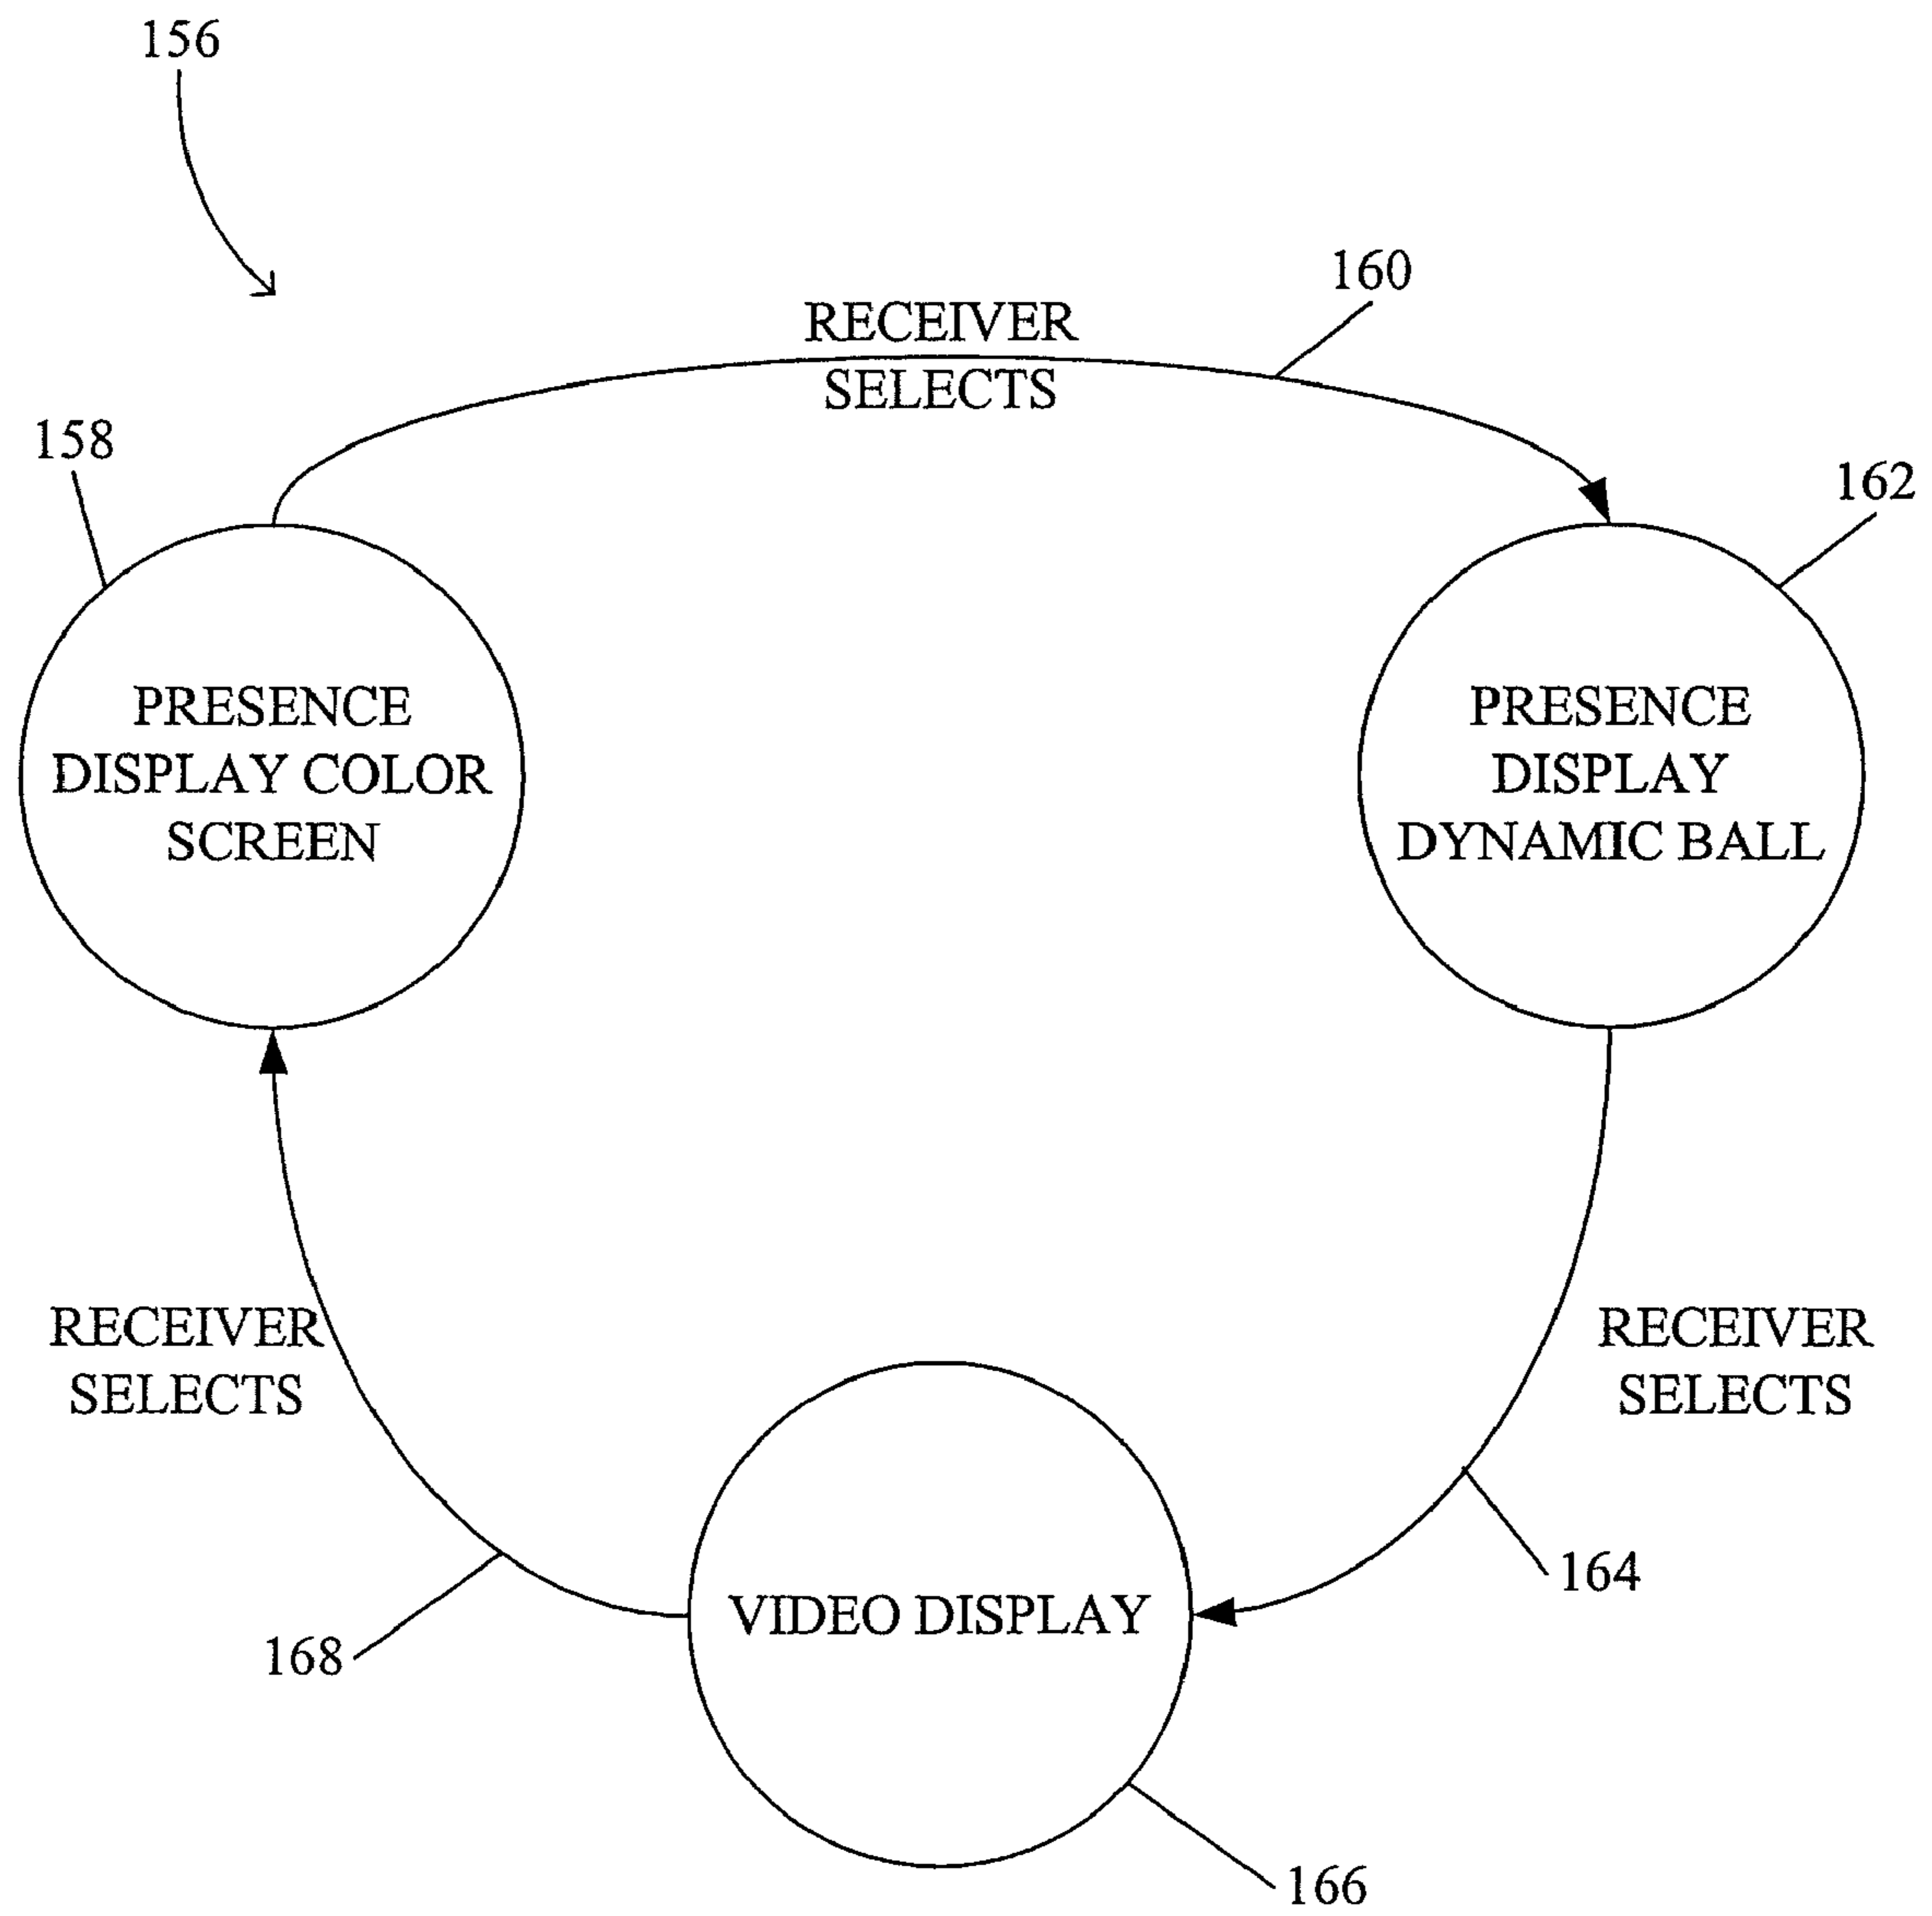 156
160
RECEIVER
SELECTS
158
162
PRESENCE
DISPLAY COLOR
SCREEN
PRESENCE
DISPLAY
DYNAMIC BALL
RECEIVER
SELECTS
RECEIVER
SELECTS
164
VIDEO DISPLAY
168
166